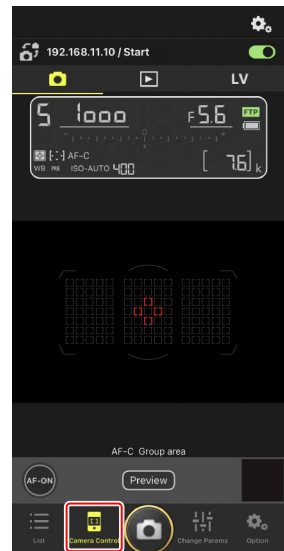 192.168.11.10 / Start
LV
S 1000 F5.6 FTP
AF-C
WB PRE ISO-AUTO 400 [ 7.6] k
AF-C Group area
AF-ON Preview
List Camera Control Change Params Option